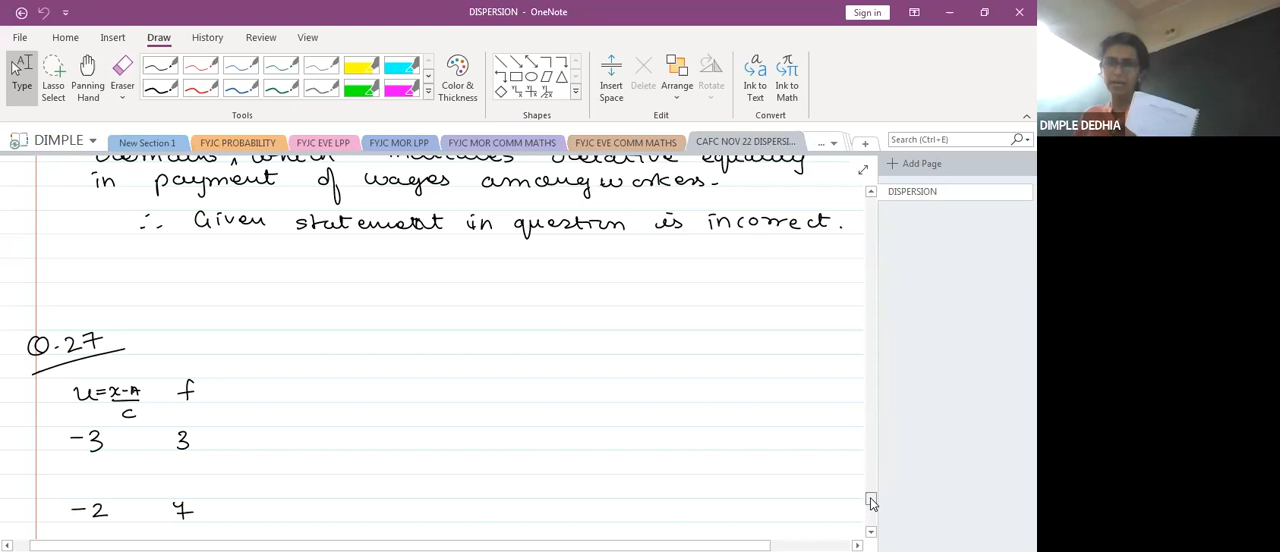 DISPERSION - OneNote
Sign in
File Home Insert Draw History Review View
Type
Lasso Select
Panning Hand
Eraser
Color & Thickness
Insert Space
Delete
Arrange
Rotate
Ink to Text
Ink to Math
Tools
Shapes
Edit
Convert
DIMPLE
New Section 1
FYJC PROBABILITY
FYJC EVE LPP
FYJC MOR LPP
FYJC MOR COMM MATHS
FYJC EVE COMM MATHS
CAFC NOV 22 DISPERSI...
Search (Ctrl+E)
Add Page
DISPERSION
DIMPLE DEDHIA
which indicates relative equality
in payment of wages among workers.
∴ Given statement in question is incorrect.
Q.27
u=x-A/C f
-3 3
-2 7